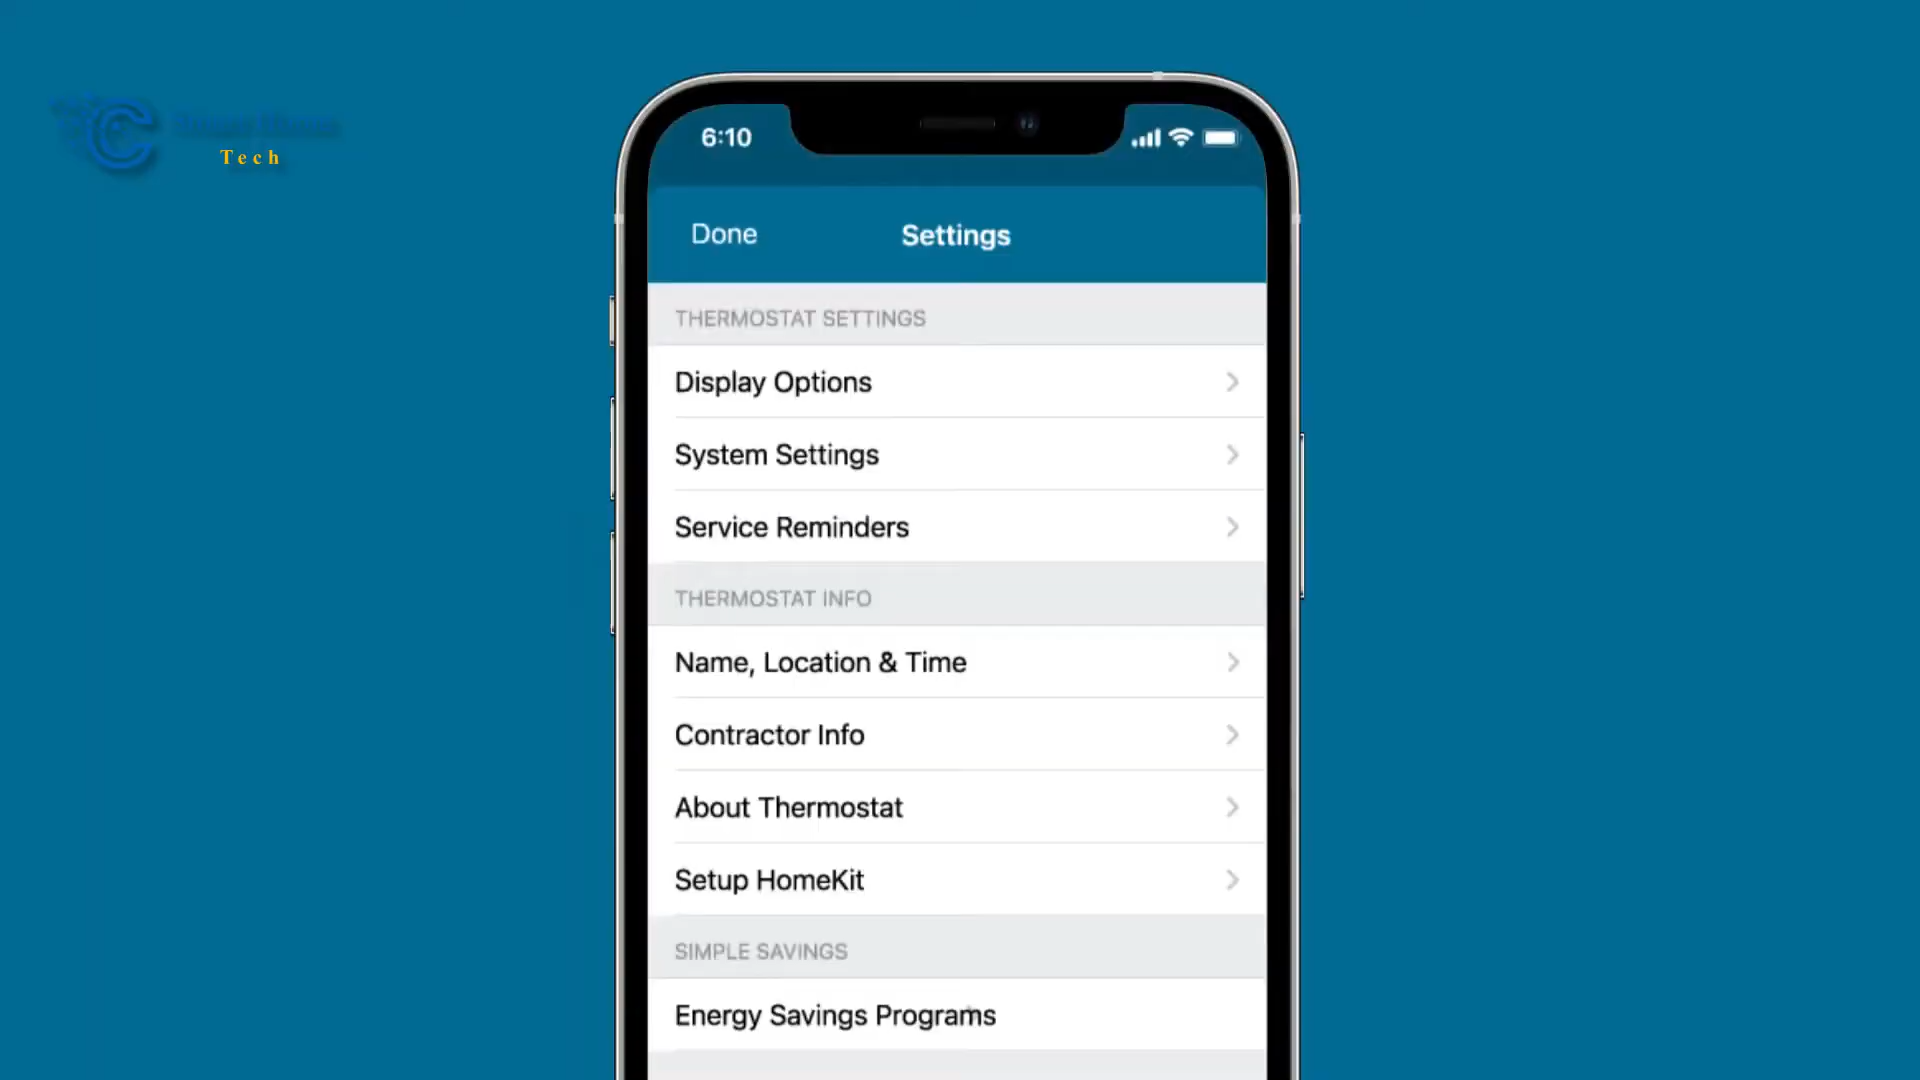 Tech
6:10
Done
Settings
THERMOSTAT SETTINGS
Display Options
System Settings
Service Reminders
THERMOSTAT INFO
Name, Location & Time
Contractor Info
About Thermostat
Setup HomeKit
SIMPLE SAVINGS
Energy Savings Programs